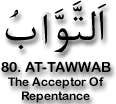 اَلتَّوَّابُ
80. AT-TAWWAB
The Acceptor Of
Repentance